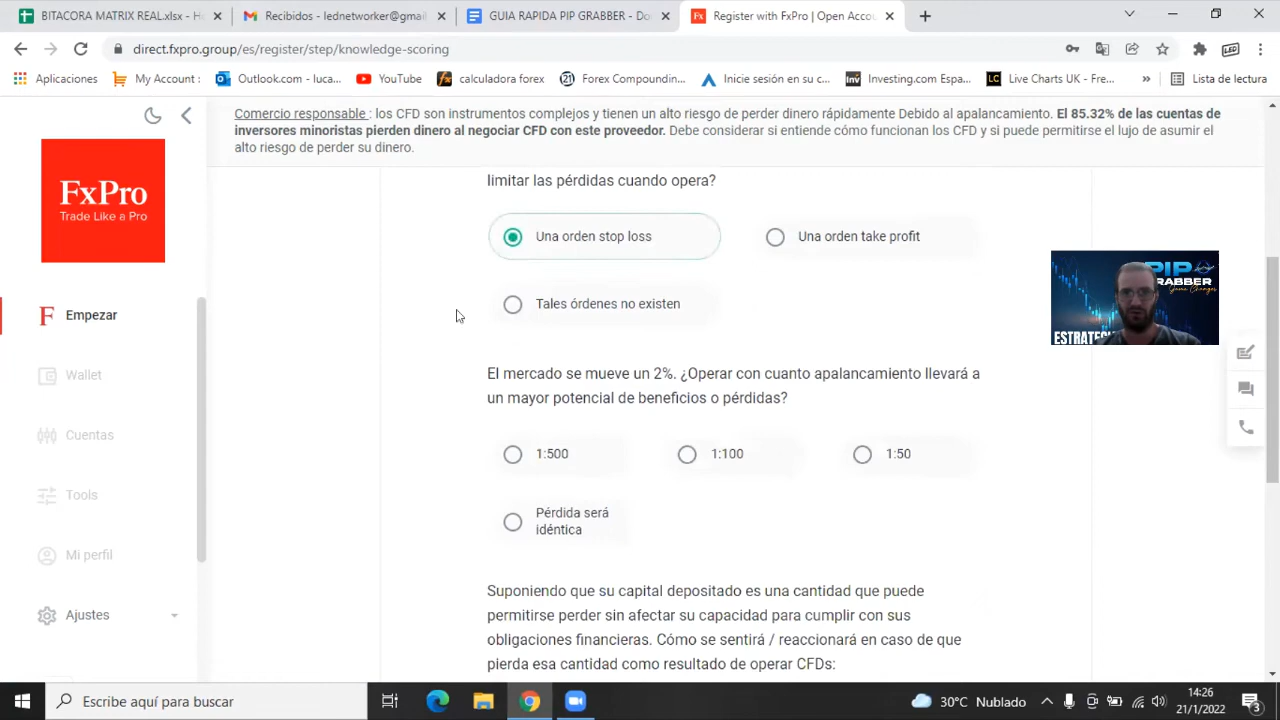 BITACORA MATRIX REAL.xlsx - H
Recibidos - lednetworker@gma
GUIA RAPIDA PIP GRABBER - Do
Register with FxPro | Open Accou
direct.fxpro.group/es/register/step/knowledge-scoring
Aplicaciones
My Account :
Outlook.com - luca...
YouTube
calculadora forex
Forex Compoundin...
Inicie sesión en su c...
Investing.com Espa...
Live Charts UK - Fre...
»
Lista de lectura
Comercio responsable : los CFD son instrumentos complejos y tienen un alto riesgo de perder dinero rápidamente Debido al apalancamiento. El 85.32% de las cuentas de
inversores minoristas pierden dinero al negociar CFD con este proveedor. Debe considerar si entiende cómo funcionan los CFD y si puede permitirse el lujo de asumir el
alto riesgo de perder su dinero.
FxPro
Trade Like a Pro
Empezar
Wallet
Cuentas
Tools
Mi perfil
Ajustes
limitar las pérdidas cuando opera?
Una orden stop loss
Una orden take profit
Tales órdenes no existen
El mercado se mueve un 2%. ¿Operar con cuanto apalancamiento llevará a
un mayor potencial de beneficios o pérdidas?
1:500
1:100
1:50
Pérdida será
idéntica
Suponiendo que su capital depositado es una cantidad que puede
permitirse perder sin afectar su capacidad para cumplir con sus
obligaciones financieras. Cómo se sentirá / reaccionará en caso de que
pierda esa cantidad como resultado de operar CFDs:
PIP
GRABBER
Game Changer
ESTRATEG
Escribe aquí para buscar
30°C Nublado
14:26
21/1/2022
3